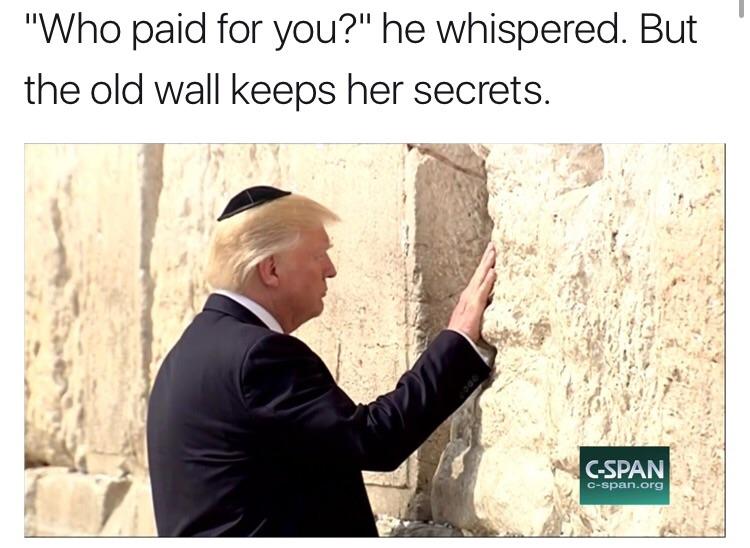 "Who paid for you?" he whispered. But
the old wall keeps her secrets.
C-SPAN
c-span.org